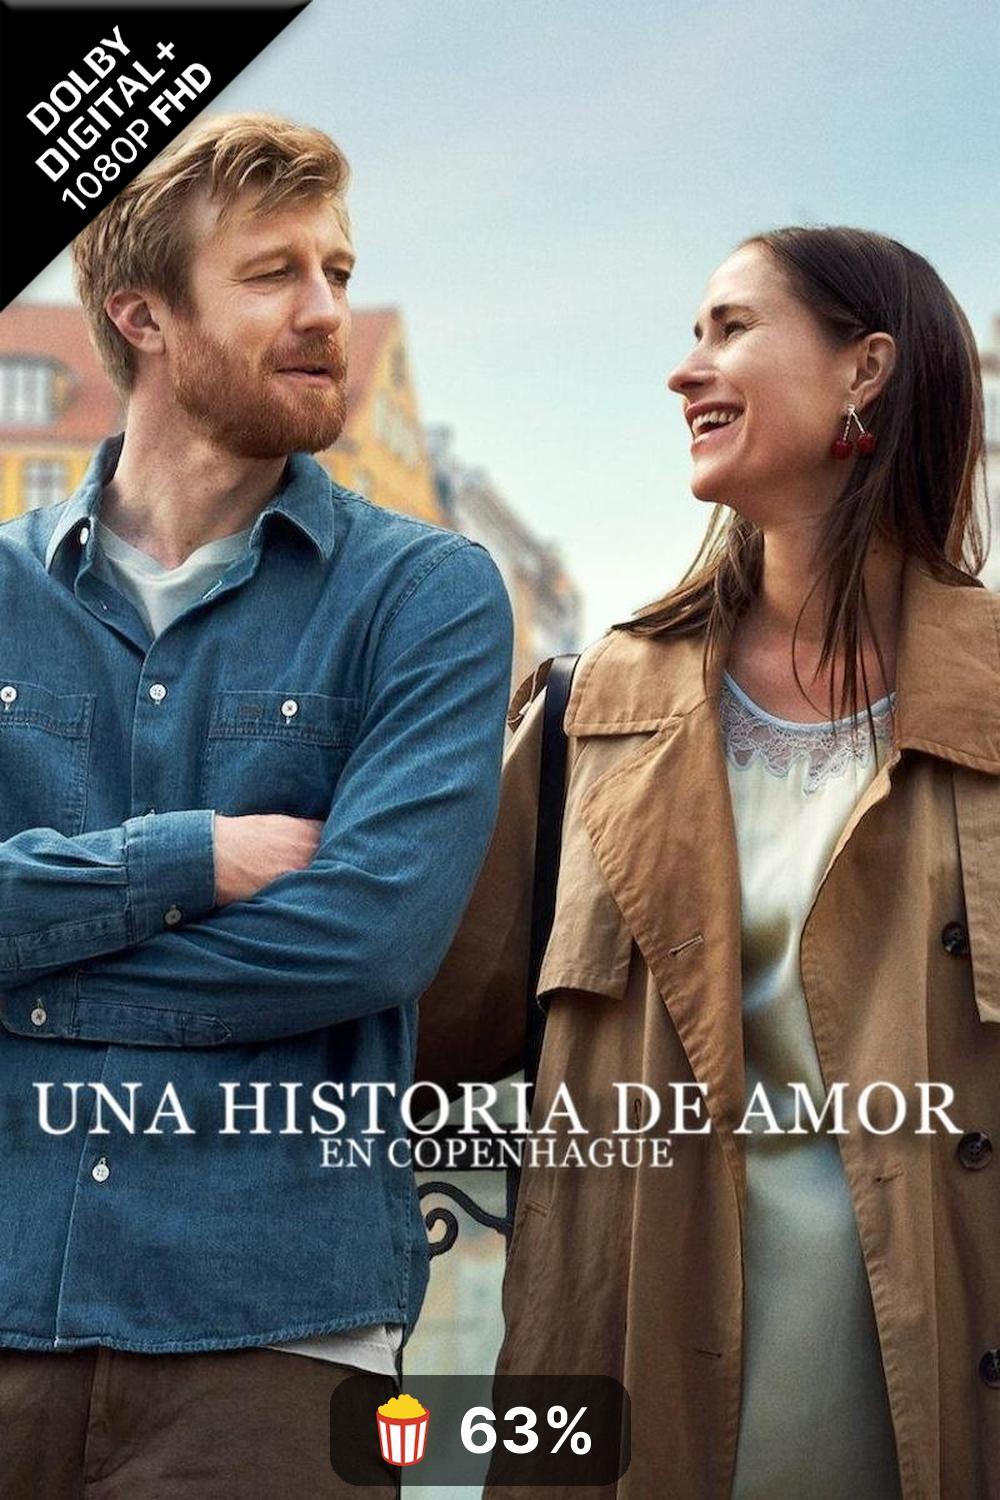 DOLBY
DIGITAL+
1080P FHD
UNA HISTORIA DE AMOR
EN COPENHAGUE
63%